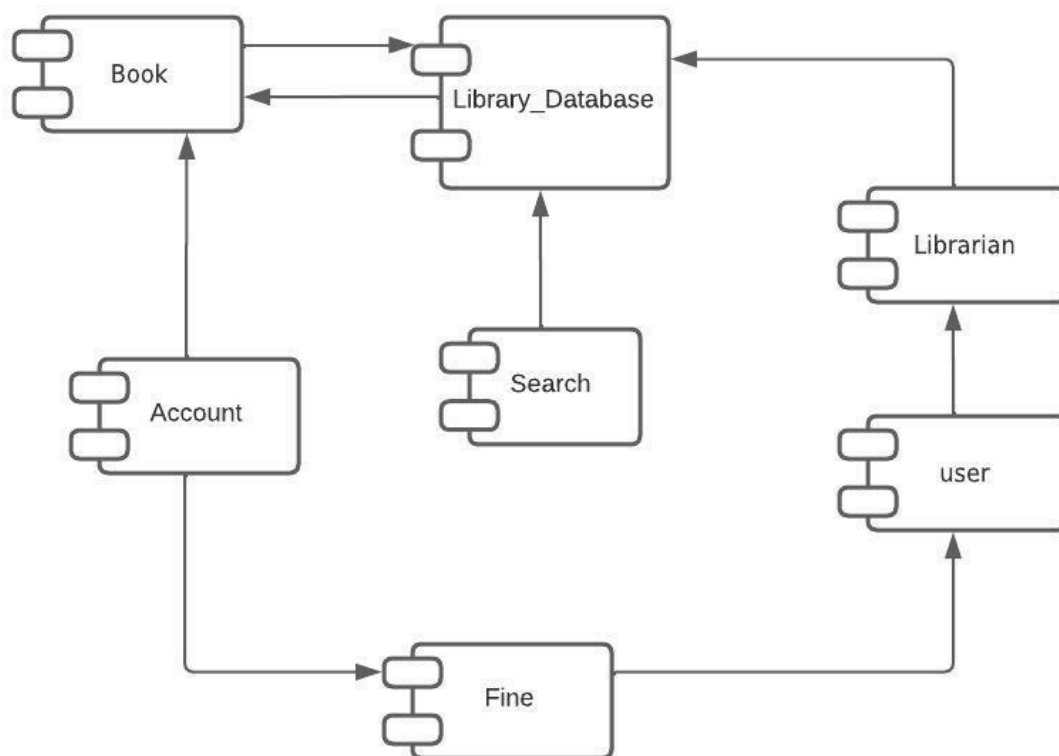 Book
Library_Database
Librarian
Search
Account
user
Fine